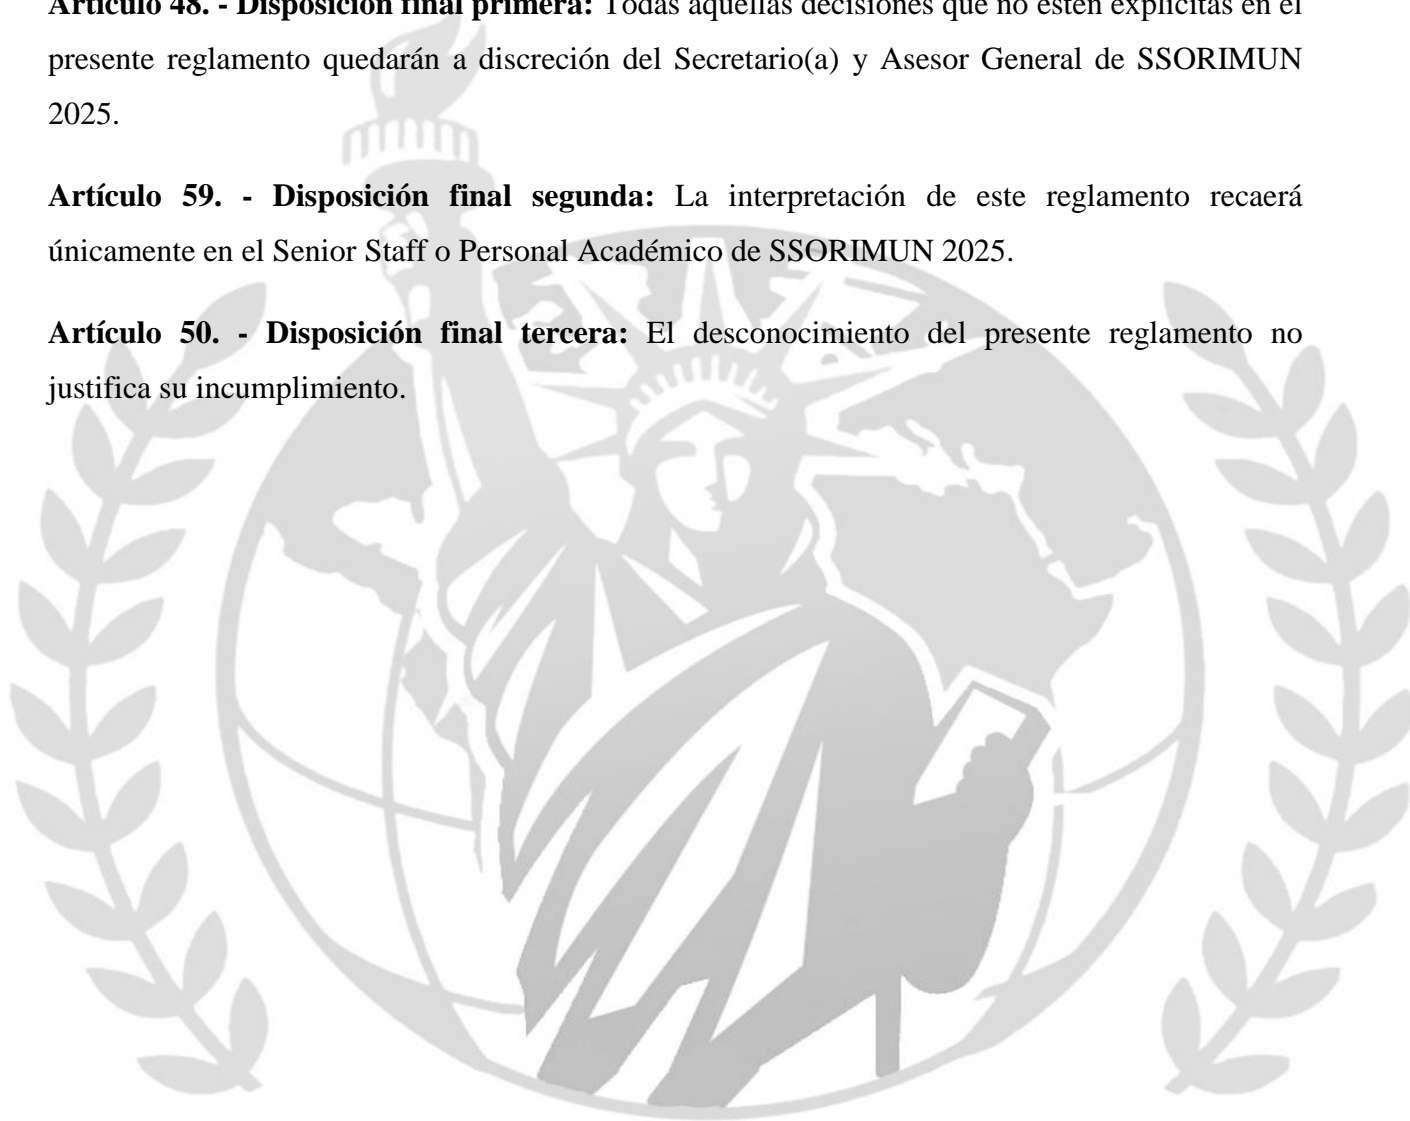 Artículo 48. - Disposición final primera: Todas aquellas decisiones que no estén explícitas en el
presente reglamento quedarán a discreción del Secretario(a) y Asesor General de SSORIMUN
2025.
Artículo 59. - Disposición final segunda: La interpretación de este reglamento recaerá
únicamente en el Senior Staff o Personal Académico de SSORIMUN 2025.
Artículo 50. - Disposición final tercera: El desconocimiento del presente reglamento no
justifica su incumplimiento.